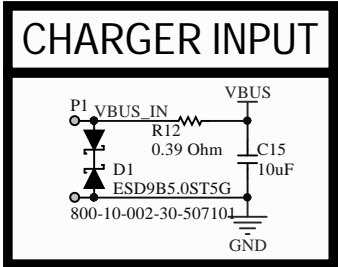 CHARGER INPUT
VBUS
P1 VBUS_IN
R12
0.39 Ohm
C15
10uF
D1
ESD9B5.0ST5G
800-10-002-30-507101
GND